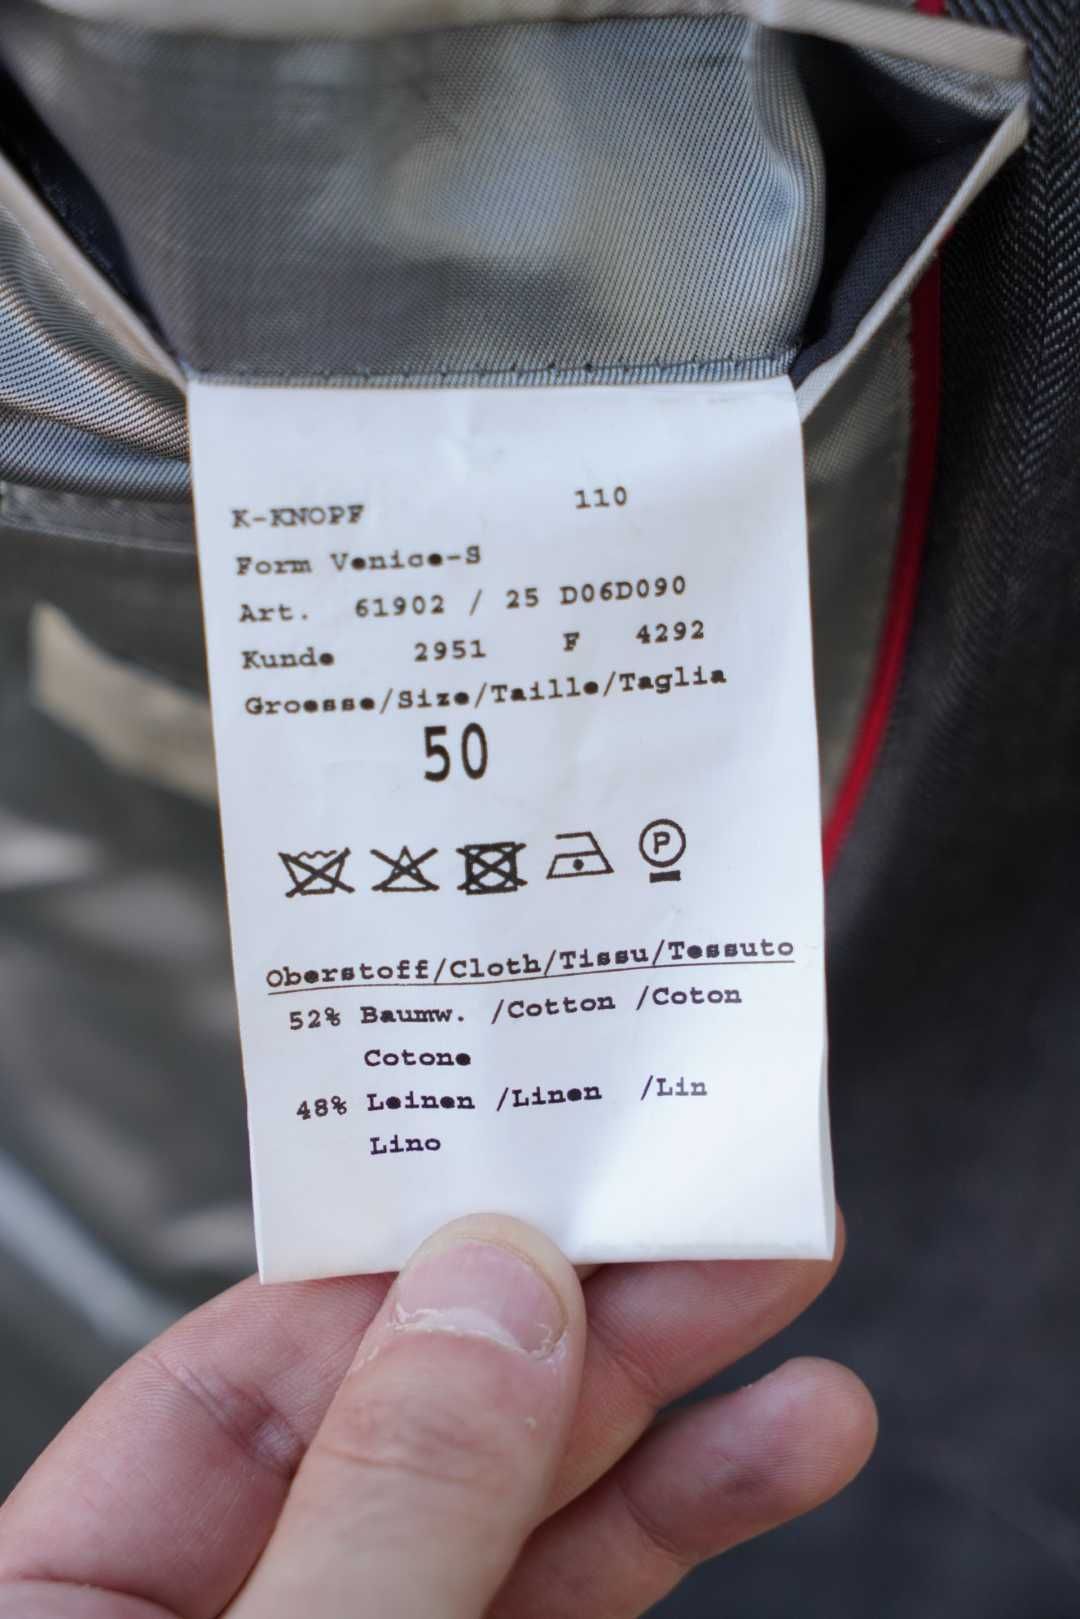 K-KNOPF 110
Form Venice-S
Art. 61902 / 25 D06D090
Kunde 2951 F 4292
Groesse/Size/Taille/Taglia
50
P
Oberstoff/Cloth/Tissu/Tessuto
52% Baumw. /Cotton /Coton
Cotone
48% Leinen /Linen /Lin
Lino